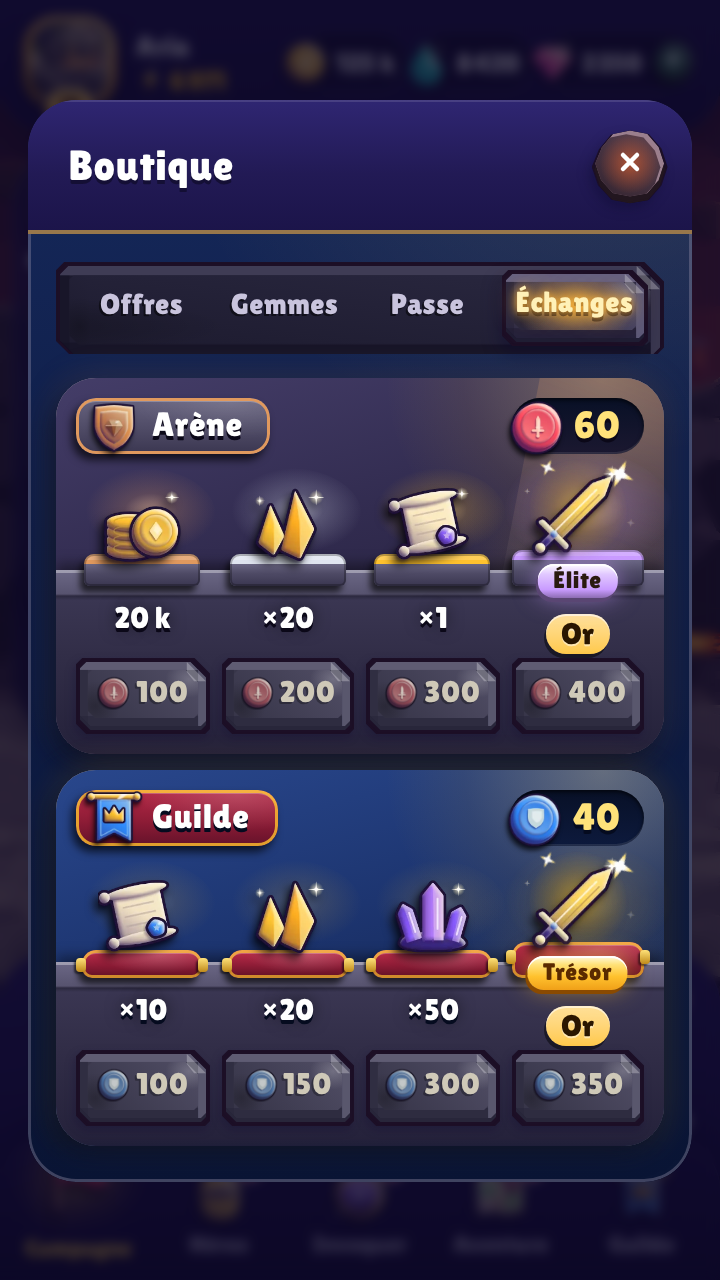 Boutique
×
Offres Gemmes Passe Échanges
Arène 60
Élite
20 k ×20 ×1 Or
100 200 300 400
Guilde 40
Trésor
×10 ×20 ×50 Or
100 150 300 350